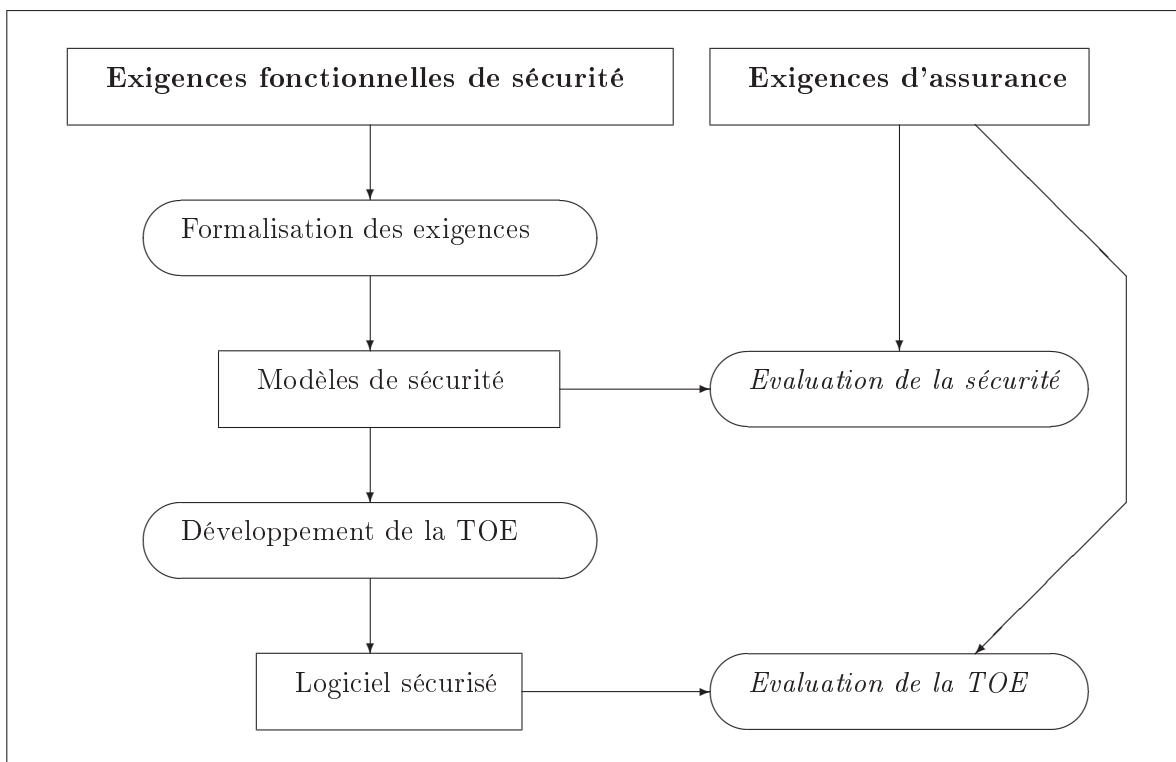 Exigences fonctionnelles de sécurité
Exigences d'assurance
Formalisation des exigences
Modèles de sécurité
Evaluation de la sécurité
Développement de la TOE
Logiciel sécurisé
Evaluation de la TOE